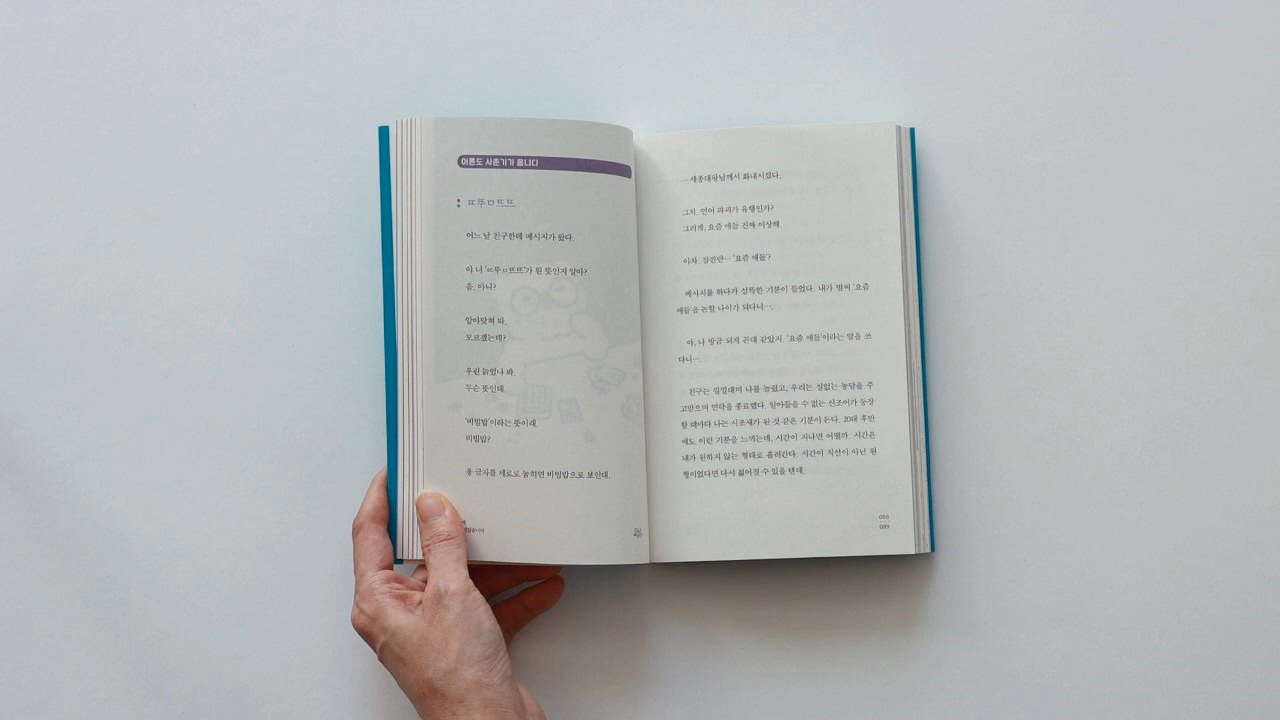 어른도 사춘기가 옵니다
ㄸ뚜ㅁㄸㄸ
어느 날 친구한테 메시지가 왔다.
야 너 'ㄸ뚜ㅁ뜨뜨'가 뭔 뜻인지 알아?
음, 아니?
알아맞혀 봐.
모르겠는데?
우린 늙었나 봐.
무슨 뜻인데.
'비빔밥'이라는 뜻이래.
비빔밥?
웅 글자를 세로로 눕히면 비빔밥으로 보인대.
… 세종대왕님께서 화내시겠다.
그치. 언어 파괴가 유행인가?
그러게, 요즘 애들 진짜 이상해.
아차. 잠깐만… '요즘 애들'?
메시지를 하다가 섬뜩한 기분이 들었다. 내가 벌써 '요즘
애들'을 논할 나이가 되다니….
야, 나 방금 되게 꼰대 같았지. '요즘 애들'이라는 말을 쓰
다니….
친구는 낄낄대며 나를 놀렸고, 우리는 실없는 농담을 주
고받으며 연락을 종료했다. 알아들을 수 없는 신조어가 등장
할 때마다 나는 시조새가 된 것 같은 기분이 든다. 20대 후반
에도 이런 기분을 느끼는데, 시간이 지나면 어떨까. 시간은
내가 원하지 않는 형태로 흘러간다. 시간이 직선이 아닌 원
형이었다면 다시 젊어질 수 있을 텐데.
088
089